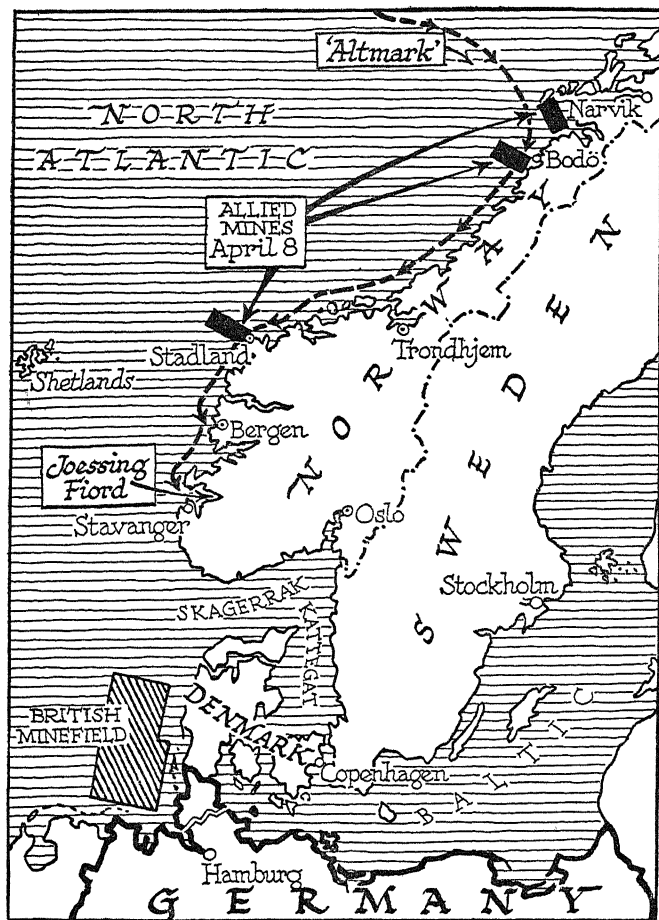 'Altmark'
NORTH
ATLANTIC
Narvik
Bodö
ALLIED
MINES
April 8
Stadland
Trondhjem
Shetlands
NORWAY
SWEDEN
Bergen
Joessing
Fiord
Stavanger
Oslo
Stockholm
SKAGERRAK
KATTEGAT
BRITISH
MINEFIELD
DENMARK
Copenhagen
BALTIC
Hamburg
GERMANY